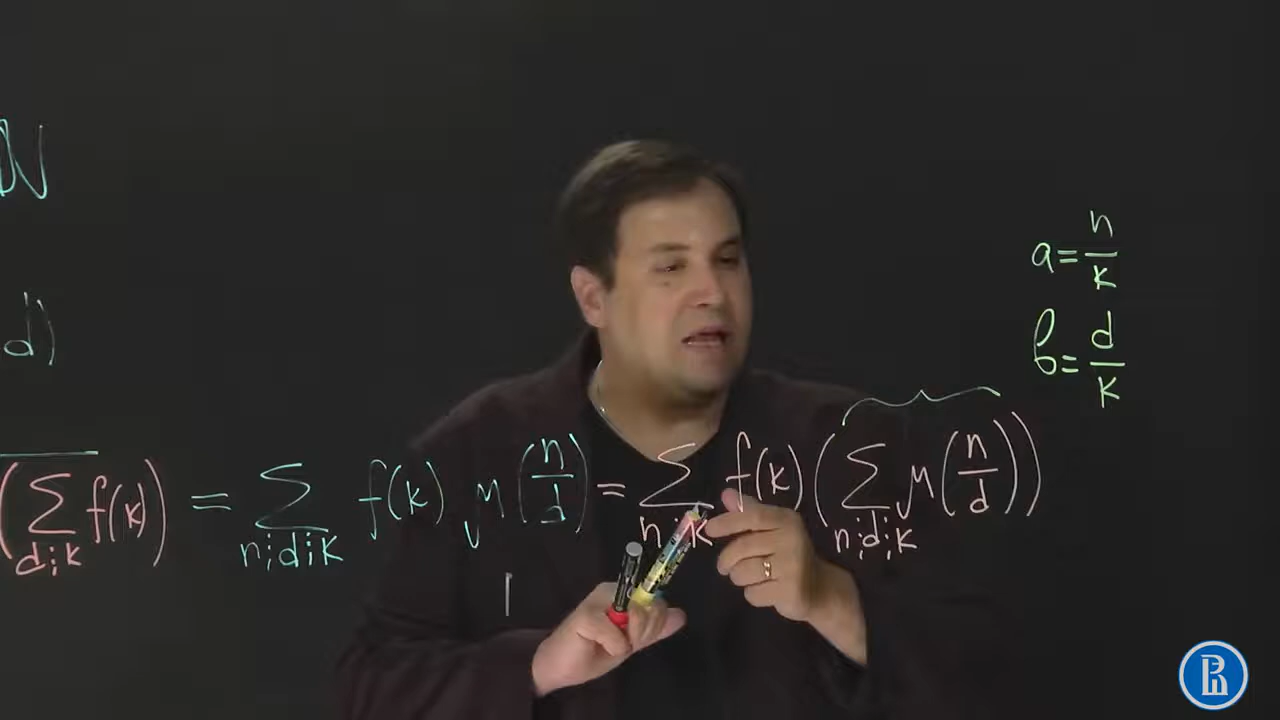 N
d)
a = n/k
b = d/k
(∑_{d⋮k} f(k)) = ∑_{n⋮d⋮k} f(k) μ(n/d) = ∑_{n⋮k} f(k) (∑_{n⋮d⋮k} μ(n/d))